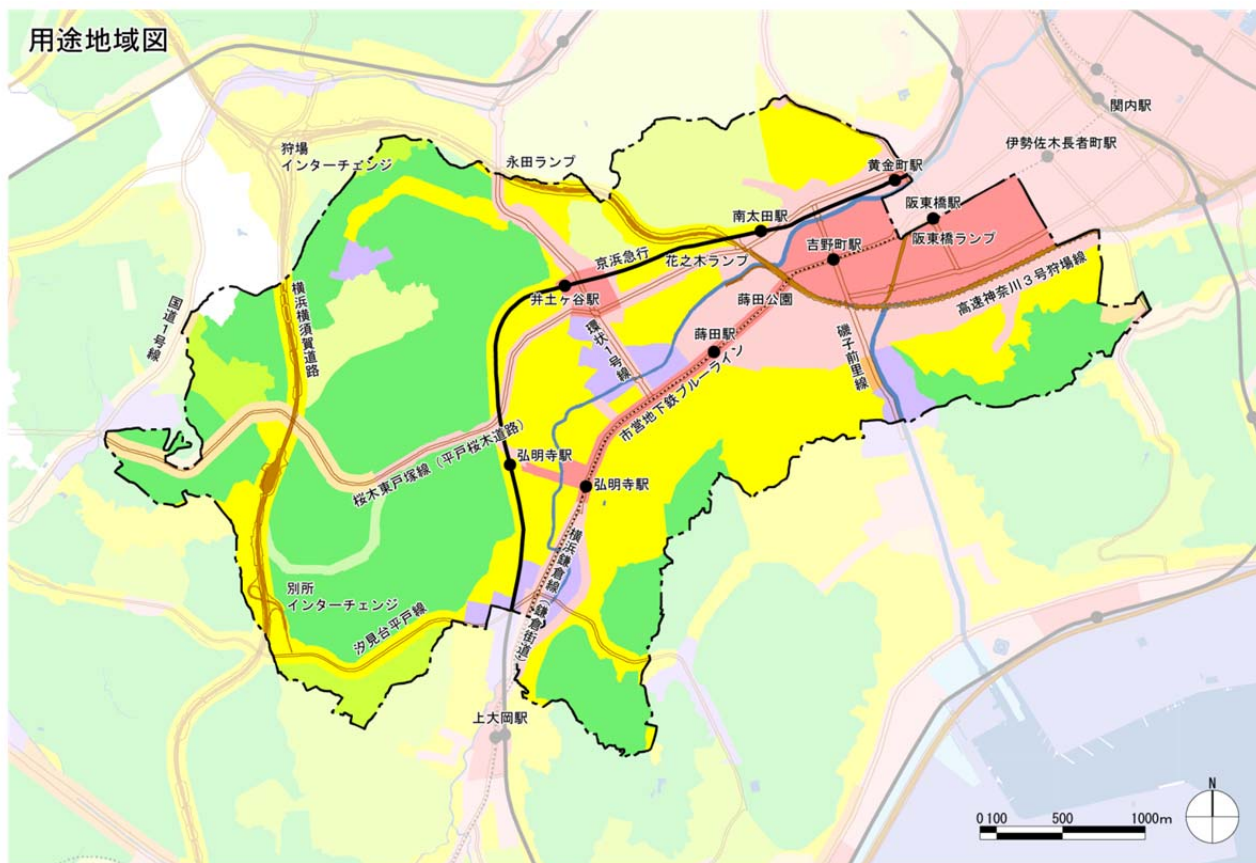 用途地域図
関内駅
伊勢佐木長者町駅
狩場
インターチェンジ
永田ランプ
黄金町駅
阪東橋駅
南太田駅
吉野町駅
阪東橋ランプ
京浜急行
花之木ランプ
国道1号線
横浜横須賀道路
井土ヶ谷駅
蒔田公園
高速神奈川3号狩場線
環状1号線
蒔田駅
磯子前里線
市営地下鉄ブルーライン
桜木東戸塚線(平戸桜木道路)
弘明寺駅
弘明寺駅
横浜鎌倉線(鎌倉街道)
別所
インターチェンジ
汐見台平戸線
上大岡駅
N
0 100 500 1000m